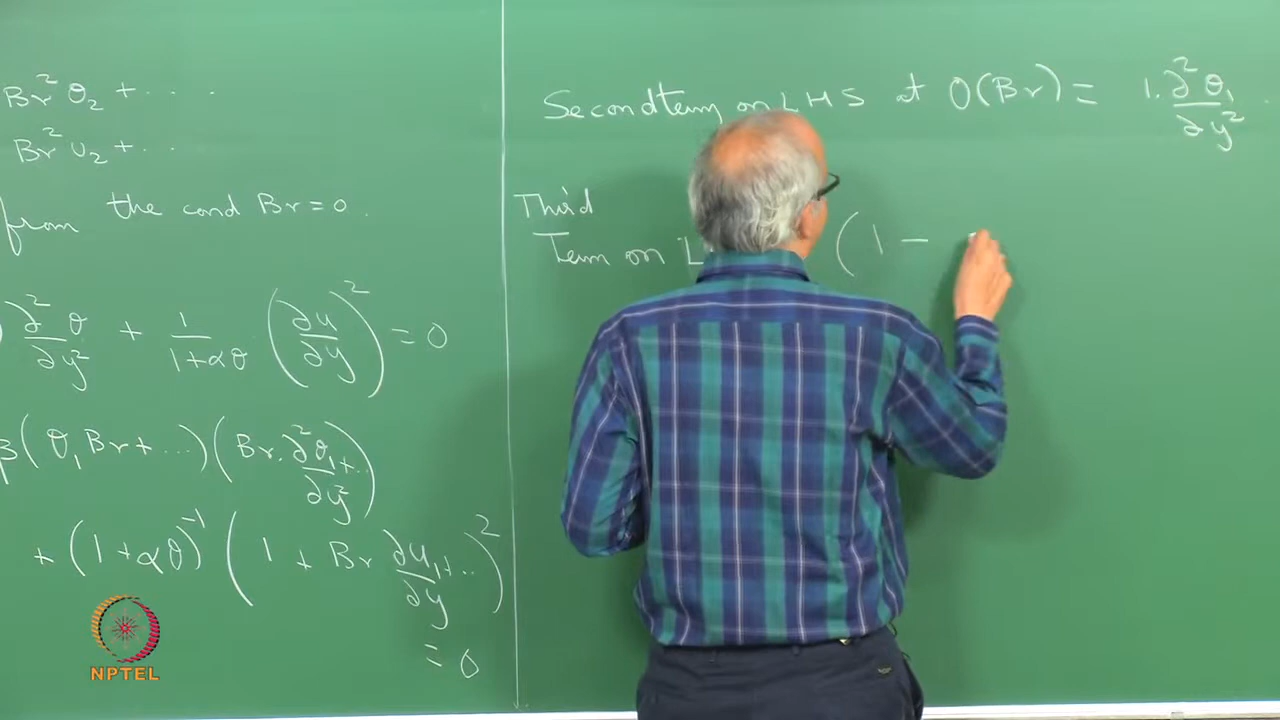 Br² θ₂ + ....
Br² u₂ + ...
from the cond Br = 0.
∂²θ/∂y² + 1/(1+αθ) (∂u/∂y)² = 0
β(θ₁Br + ...)(Br ∂²θ₁/∂y² + ..)
+ (1+αθ)⁻¹ (1 + Br ∂u₁/∂y + ..)²
= 0
Second term on LHS at O(Br) = 1. ∂²θ₁/∂y² ..
Third
Term on L
(1 -
NPTEL